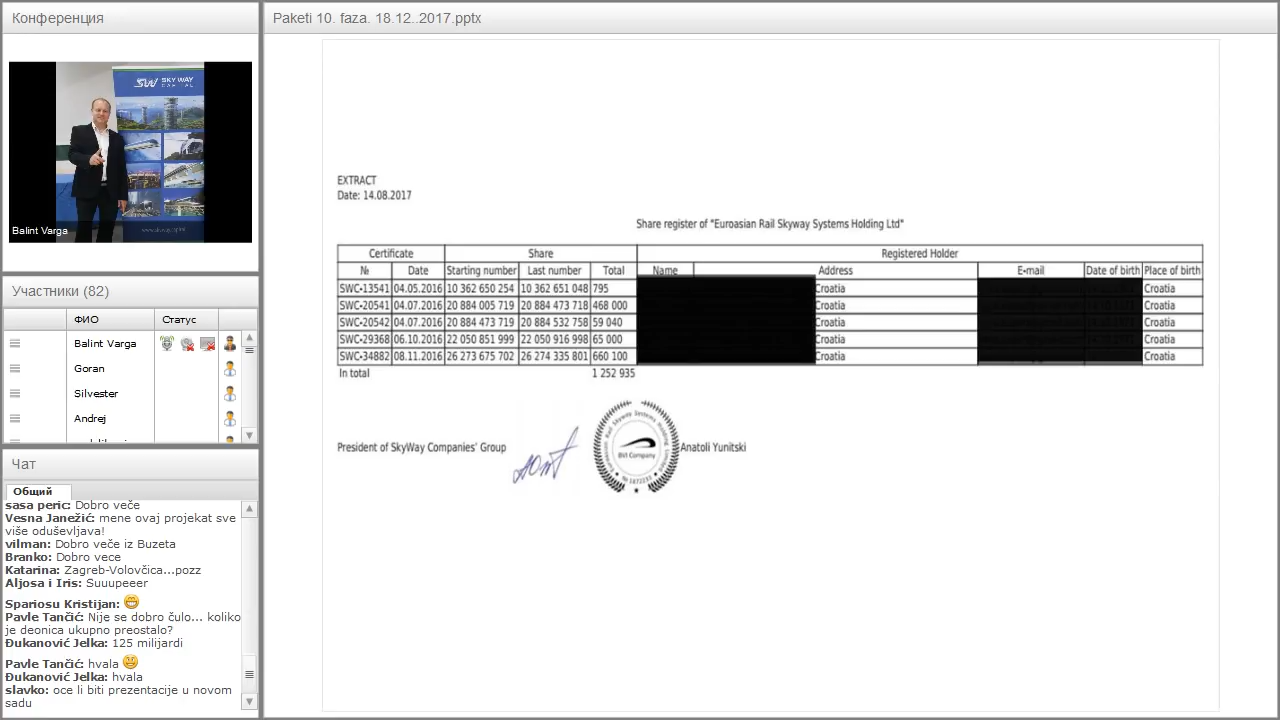 Конференция
SKY WAY
CAPITAL
Balint Varga
Участники (82)
ФИО Статус
Balint Varga
Goran
Silvester
Andrej
Чат
Общий
sasa peric: Dobro veče
Vesna Janežić: mene ovaj projekat sve
više oduševljava!
vilman: Dobro veče iz Buzeta
Branko: Dobro vece
Katarina: Zagreb-Volovčica...pozz
Aljosa i Iris: Suuupeeer
Spariosu Kristijan:
Pavle Tančić: Nije se dobro čulo... koliko
je deonica ukupno preostalo?
Đukanović Jelka: 125 milijardi
Pavle Tančić: hvala
Đukanović Jelka: hvala
slavko: oce li biti prezentacije u novom
sadu
Paketi 10. faza. 18.12..2017.pptx
EXTRACT
Date: 14.08.2017
Share register of "Euroasian Rail Skyway Systems Holding Ltd"
Certificate Share Registered Holder
№ Date Starting number Last number Total Name Address E-mail Date of birth Place of birth
SWC-13541 04.05.2016 10 362 650 254 10 362 651 048 795 Croatia Croatia
SWC-20541 04.07.2016 20 884 005 719 20 884 473 718 468 000 Croatia Croatia
SWC-20542 04.07.2016 20 884 473 719 20 884 532 758 59 040 Croatia Croatia
SWC-29368 06.10.2016 22 050 851 999 22 050 916 998 65 000 Croatia Croatia
SWC-34882 08.11.2016 26 273 675 702 26 274 335 801 660 100 Croatia Croatia
In total 1 252 935
President of SkyWay Companies' Group
BVI Company
Anatoli Yunitski